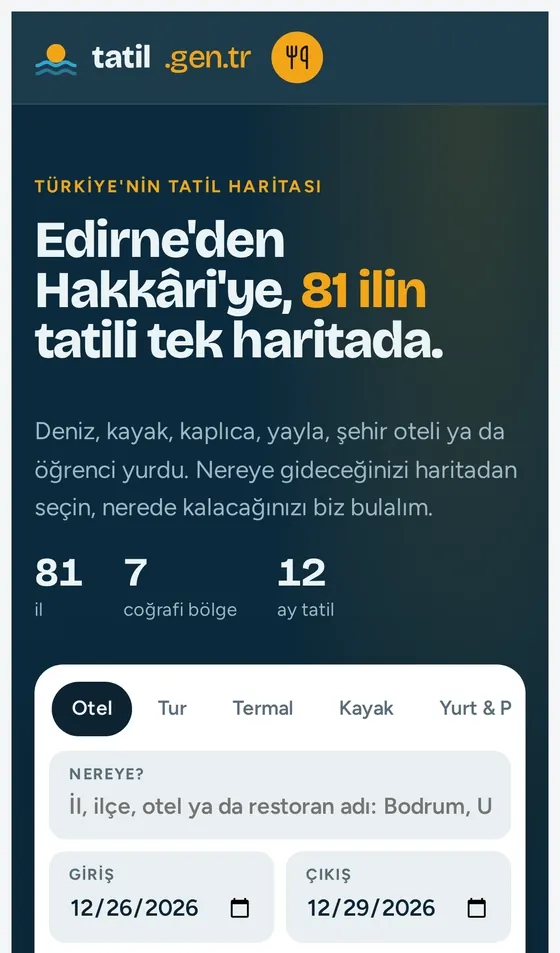 tatil .gen.tr
TÜRKİYE'NİN TATİL HARİTASI
Edirne'den
Hakkâri'ye, 81 ilin
tatili tek haritada.
Deniz, kayak, kaplıca, yayla, şehir oteli ya da
öğrenci yurdu. Nereye gideceğinizi haritadan
seçin, nerede kalacağınızı biz bulalım.
81 7 12
il coğrafi bölge ay tatil
Otel Tur Termal Kayak Yurt & P
NEREYE?
İl, ilçe, otel ya da restoran adı: Bodrum, U
GİRİŞ ÇIKIŞ
12/26/2026 12/29/2026